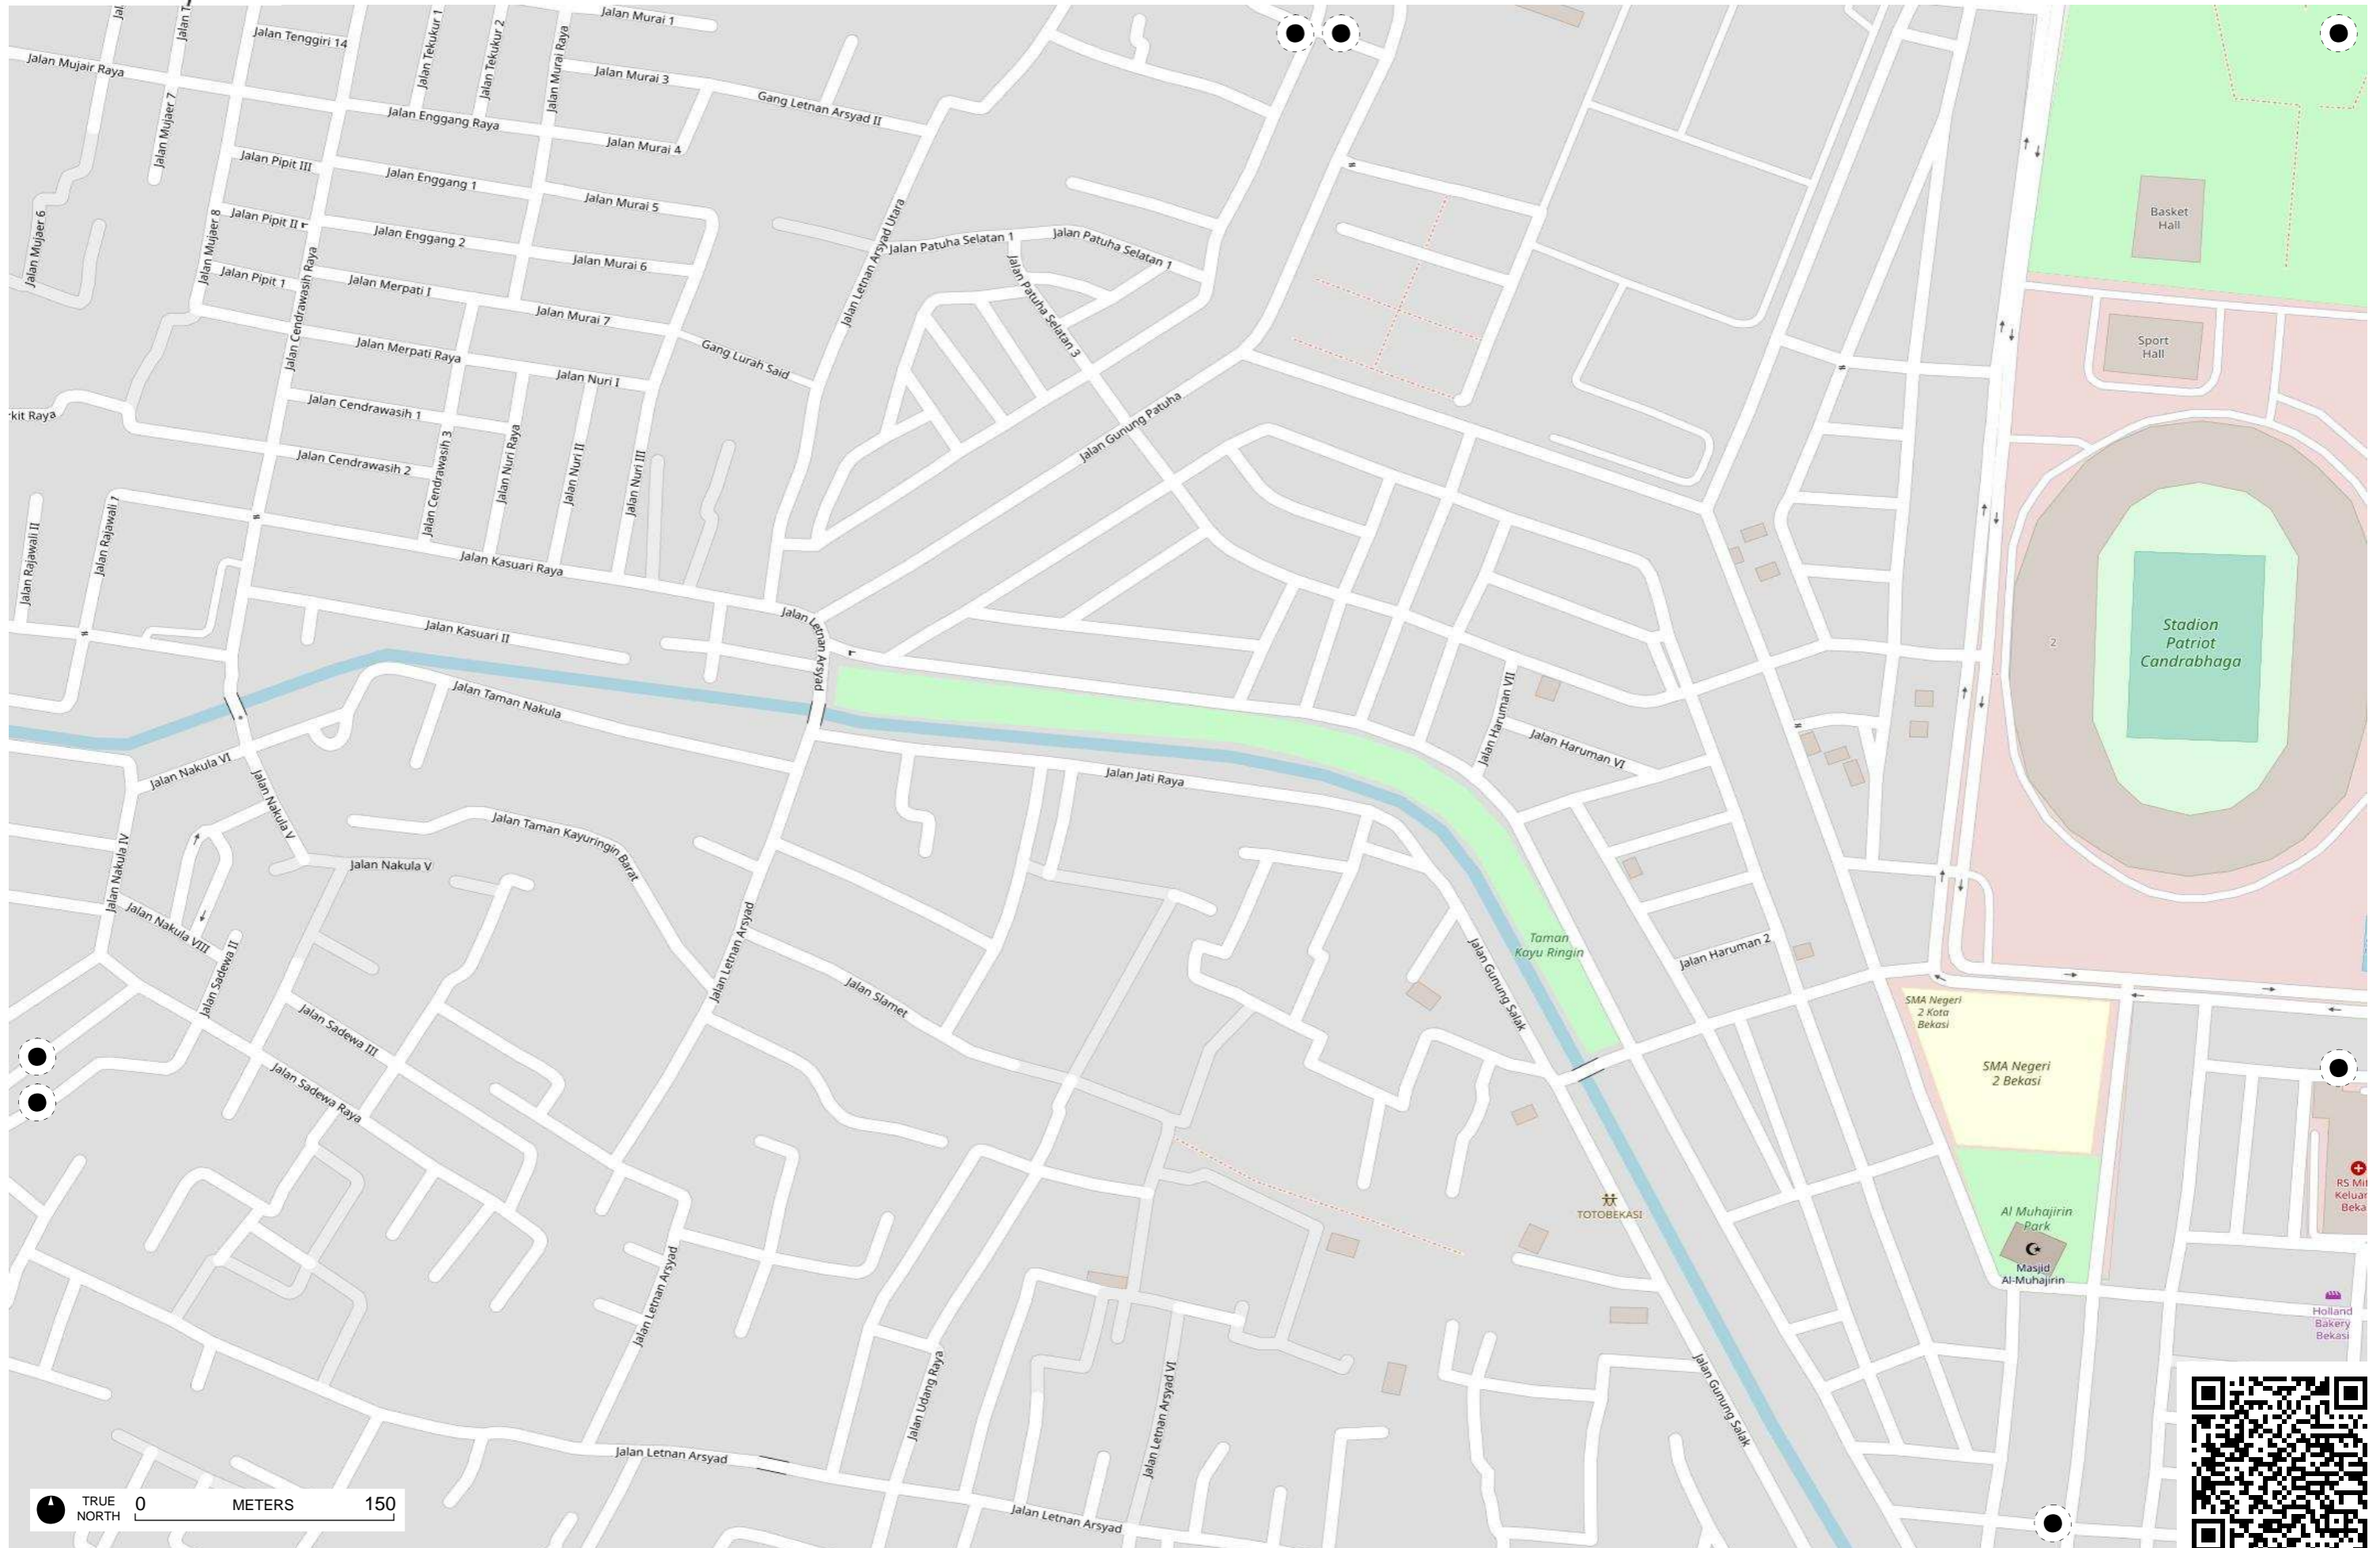 Jalan Murai 1
Jalan Tenggiri 14
Jalan Tekukur 1
Jalan Tekukur 2
Jalan Murai Raya
Jalan Mujair Raya
Jalan Murai 3
Gang Letnan Arsyad II
Jalan Mujaer 7
Jalan Enggang Raya
Jalan Murai 4
Jalan Pipit III
Jalan Enggang 1
Jalan Murai 5
Jalan Mujaer 6
Jalan Mujaer 8
Jalan Pipit II
Jalan Enggang 2
Jalan Murai 6
Jalan Letnan Arsyad Utara
Jalan Patuha Selatan 1
Jalan Patuha Selatan 1
Basket
Hall
Jalan Pipit 1
Jalan Cendrawasih Raya
Jalan Merpati I
Jalan Murai 7
Jalan Patuha Selatan 3
Jalan Merpati Raya
Gang Lurah Said
Sport
Hall
Jalan Nuri I
Jalan Cendrawasih 1
rkit Raya
Jalan Gunung Patuha
Jalan Cendrawasih 2
Jalan Cendrawasih 3
Jalan Nuri Raya
Jalan Nuri II
Jalan Nuri III
Jalan Rajawali II
Jalan Rajawali 1
Jalan Kasuari Raya
Jalan Kasuari II
Jalan Letnan Arsyad
Stadion
Patriot
Candrabhaga
2
Jalan Taman Nakula
Jalan Haruman VII
Jalan Haruman VI
Jalan Nakula VI
Jalan Nakula V
Jalan Jati Raya
Jalan Taman Kayuringin Barat
Jalan Nakula IV
Jalan Nakula V
Jalan Nakula VIII
Jalan Sadewa II
Jalan Letnan Arsyad
Jalan Slamet
Jalan Gunung Salak
Taman
Kayu Ringin
Jalan Haruman 2
SMA Negeri
2 Kota
Bekasi
Jalan Sadewa III
Jalan Sadewa Raya
SMA Negeri
2 Bekasi
TOTOBEKASI
Al Muhajirin
Park
Masjid
Al-Muhajirin
RS Mit
Keluar
Beka
Jalan Letnan Arsyad
Holland
Bakery
Bekasi
Jalan Udang Raya
Jalan Letnan Arsyad VI
Jalan Gunung Salak
Jalan Letnan Arsyad
Jalan Letnan Arsyad
TRUE
NORTH
0 METERS 150